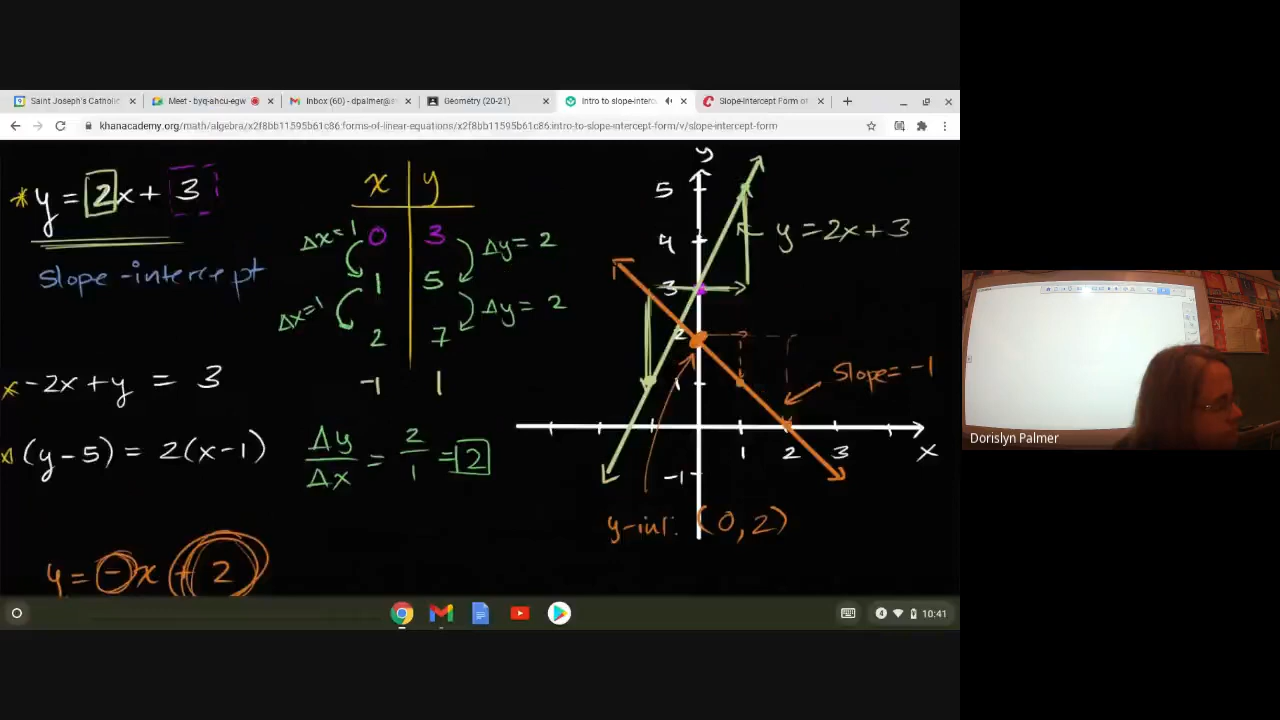 Saint Joseph's Catholic
Meet - byq-ahcu-egw
Inbox (60) - dpalmer@s
Geometry (20-21)
Intro to slope-interc
Slope-Intercept Form o
khanacademy.org/math/algebra/x2f8bb11595b61c86:forms-of-linear-equations/x2f8bb11595b61c86:intro-to-slope-intercept-form/v/slope-intercept-form
* y = 2x + 3
slope-intercept
* -2x + y = 3
* (y-5) = 2(x-1)
y = -x + 2
x y
Δx=1 0 3 Δy=2
1 5
Δx=1 2 7 Δy=2
-1 1
Δy/Δx = 2/1 = 2
y
5
4
3
2
1
-1
1 2 3 x
y=2x+3
Slope=-1
y-int: (0,2)
Dorislyn Palmer
4 10:41